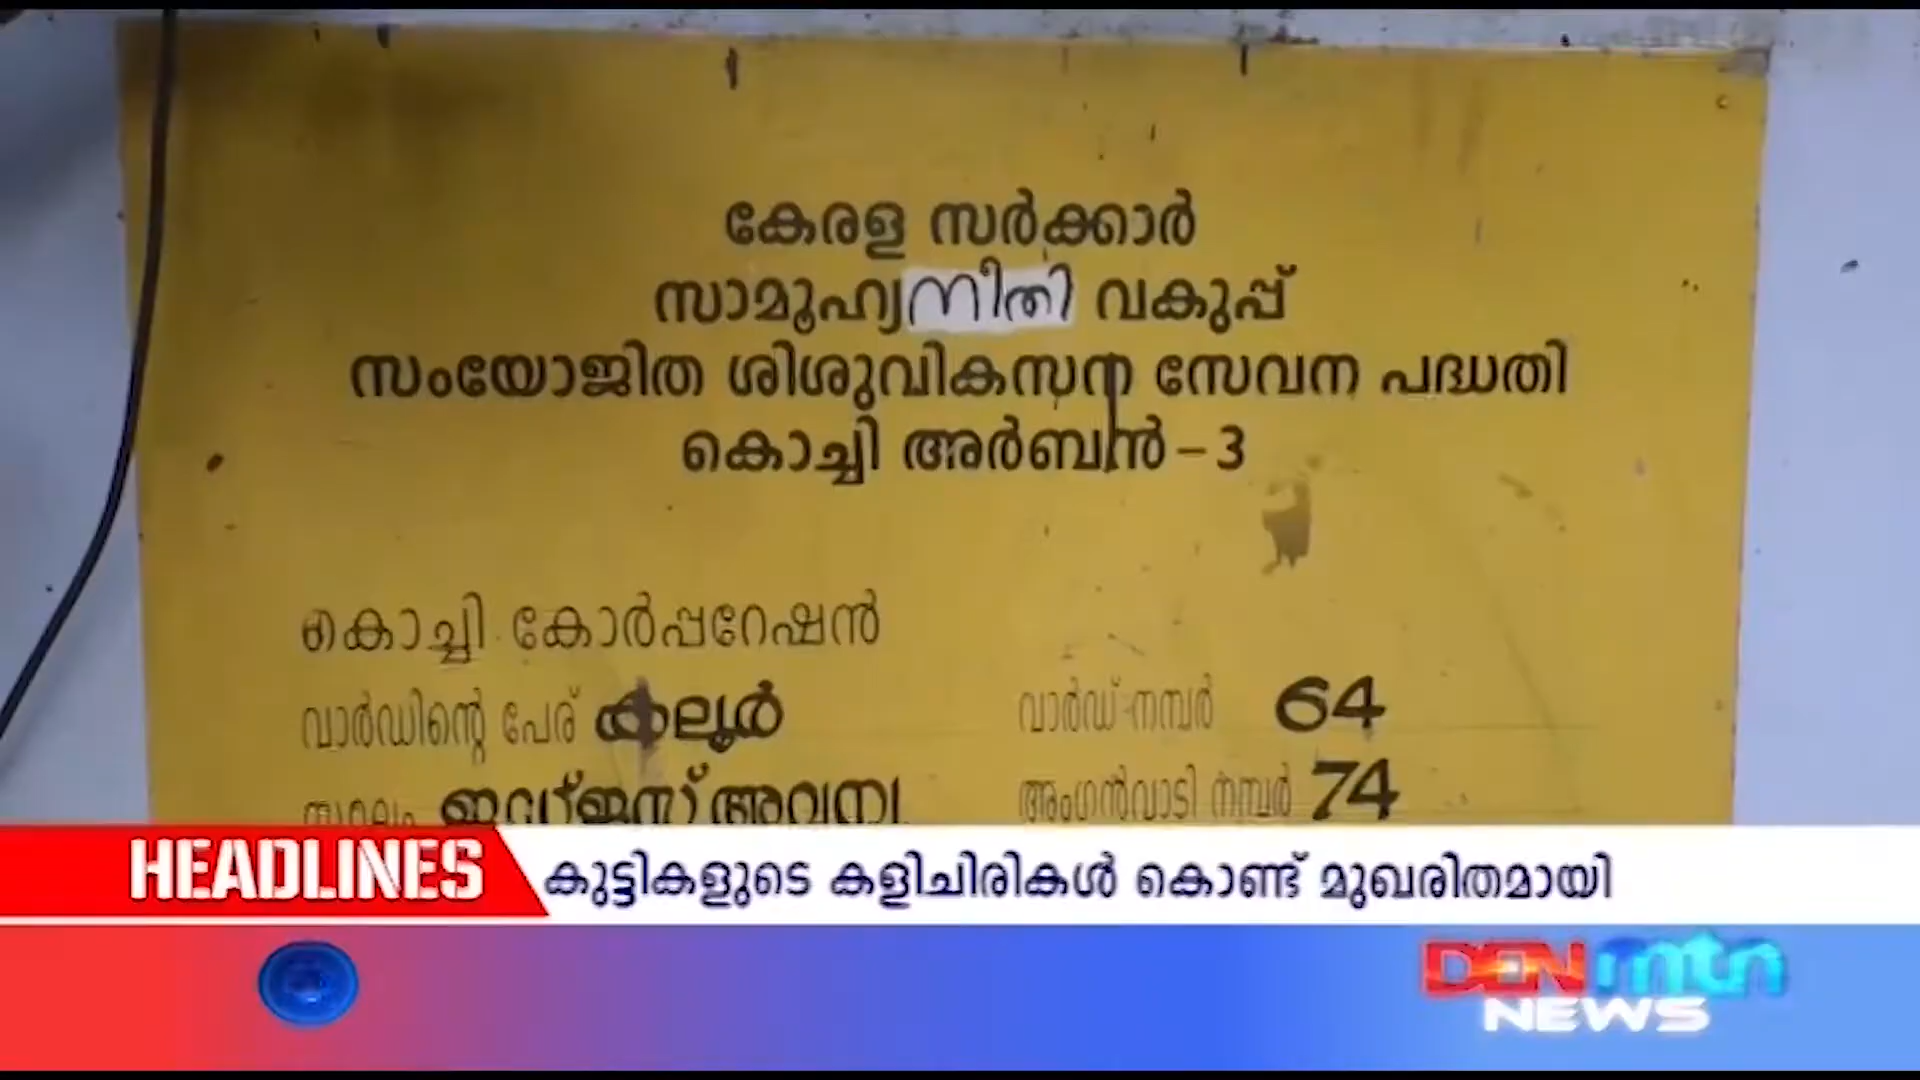 കേരള സർക്കാർ
സാമൂഹ്യനീതി വകുപ്പ്
സംയോജിത ശിശുവികസന സേവന പദ്ധതി
കൊച്ചി അർബൻ-3
കൊച്ചി കോർപ്പറേഷൻ
വാർഡിന്റെ പേര് കലൂർ വാർഡ് നമ്പർ 64
അംഗൻവാടി നമ്പർ 74
HEADLINES കുട്ടികളുടെ കളിചിരികൾ കൊണ്ട് മുഖരിതമായി
DEN mtn
NEWS